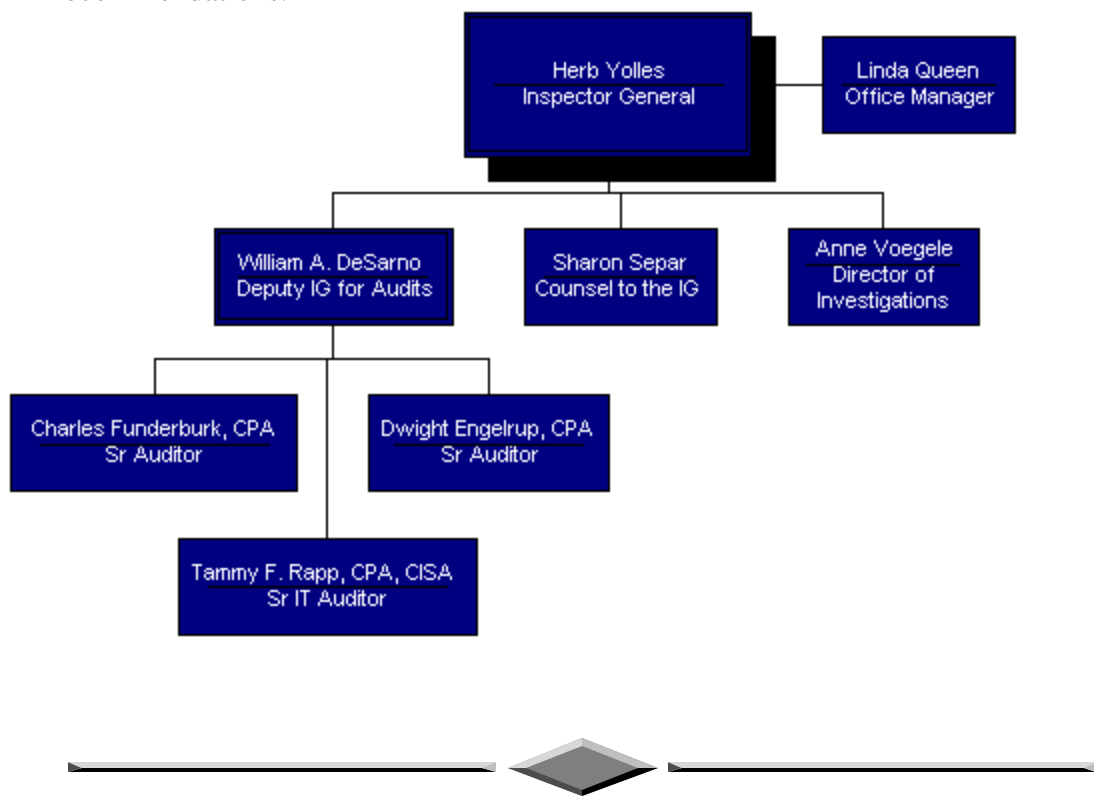 Herb Yolles
Inspector General
Linda Queen
Office Manager
William A. DeSarno
Deputy IG for Audits
Sharon Separ
Counsel to the IG
Anne Voegele
Director of
Investigations
Charles Funderburk, CPA
Sr Auditor
Dwight Engelrup, CPA
Sr Auditor
Tammy F. Rapp, CPA, CISA
Sr IT Auditor